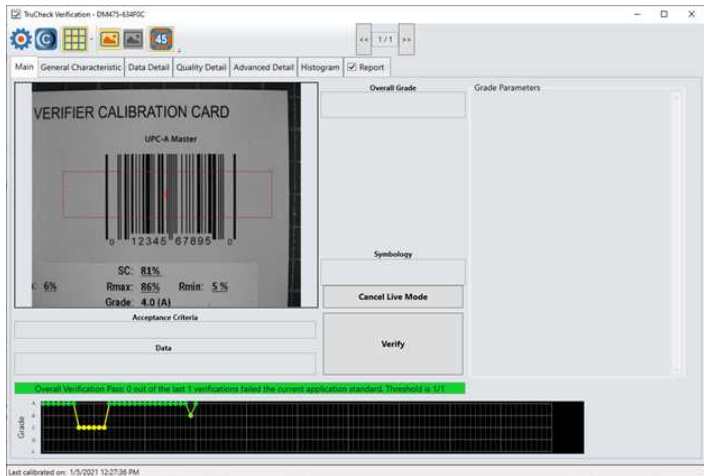 TruCheck Verification - DM475-634F0C
45
<< 1/1 >>
Main General Characteristic Data Detail Quality Detail Advanced Detail Histogram Report
Overall Grade
Grade Parameters
VERIFIER CALIBRATION CARD
UPC-A Master
0 12345 67895 0
SC: 81%
6% Rmax: 86% Rmin: 5%
Grade: 4.0 (A)
Symbology
Cancel Live Mode
Acceptance Criteria
Verify
Data
Overall Verification Pass: 0 out of the last 1 verifications failed the current application standard. Threshold is 1/1
Grade
A
B
C
D
F
Last calibrated on: 1/5/2021 12:27:36 PM